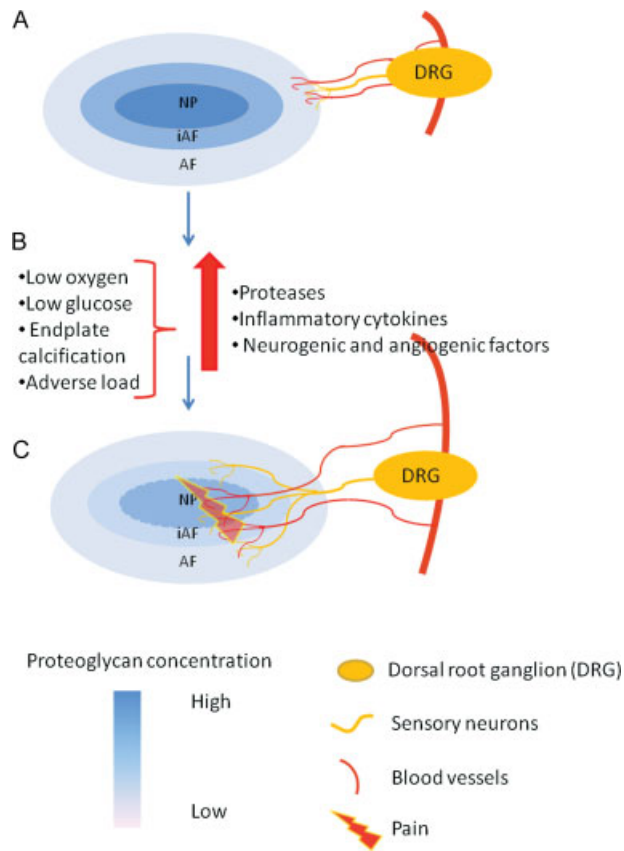 A
DRG
NP
iAF
AF
B
•Low oxygen
•Low glucose
• Endplate
calcification
•Adverse load
•Proteases
•Inflammatory cytokines
• Neurogenic and angiogenic factors
C
DRG
NP
iAF
AF
Proteoglycan concentration
High
Low
Dorsal root ganglion (DRG)
Sensory neurons
Blood vessels
Pain